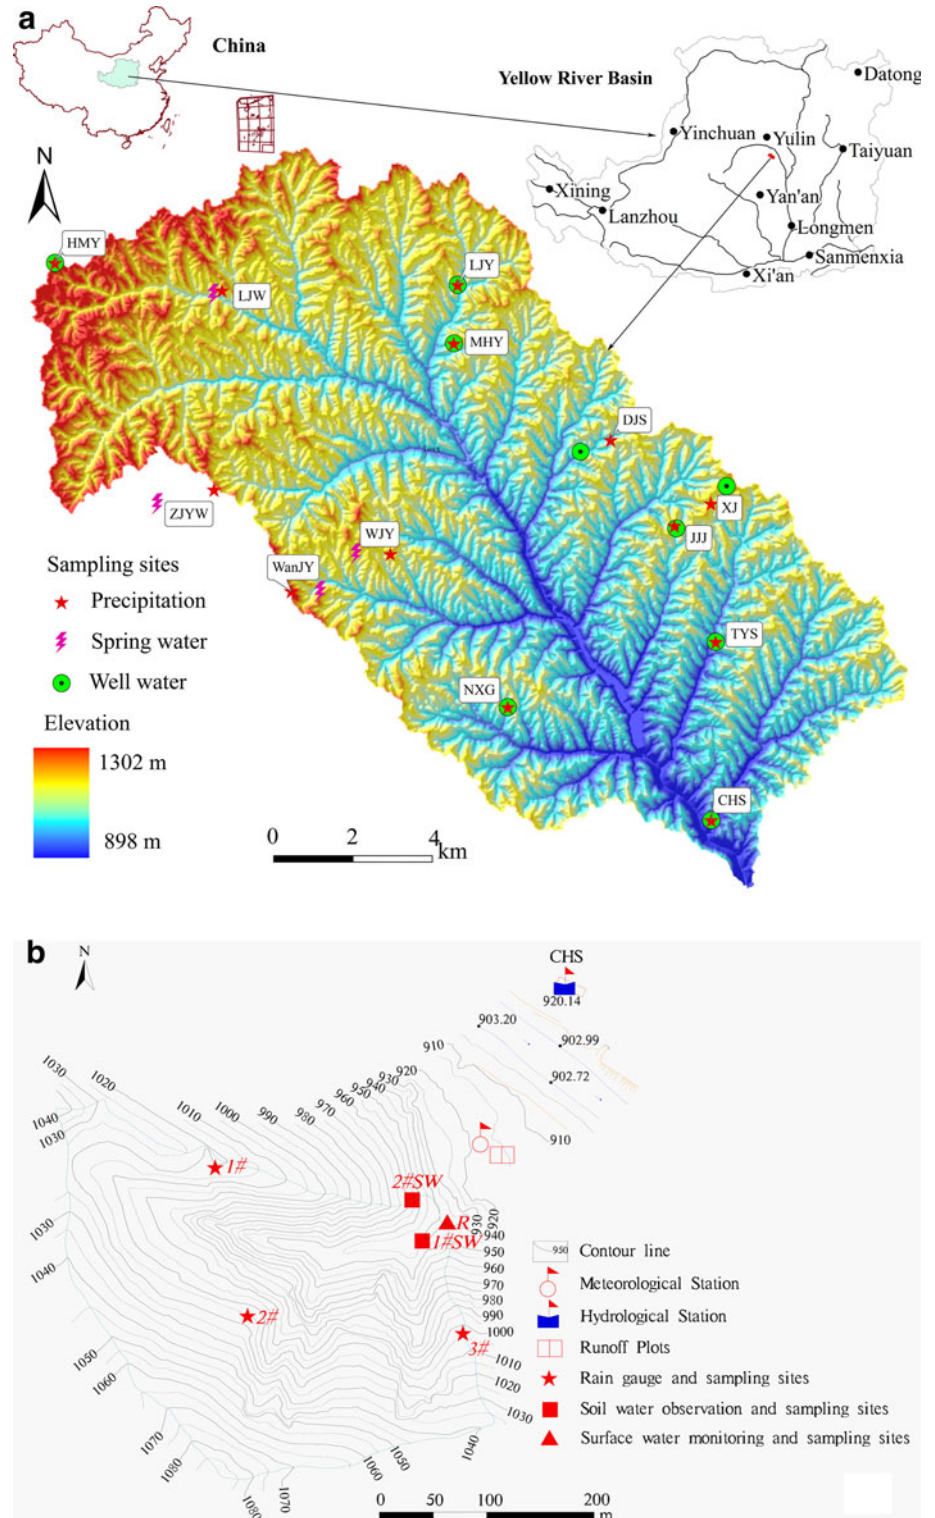 a
China
Yellow River Basin
Datong
Yinchuan
Yulin
Taiyuan
Xining
Yan'an
Lanzhou
Longmen
Sanmenxia
Xi'an
N
HMY
LJW
LJY
MHY
DJS
ZJYW
WJY
XJ
JJJ
WanJY
TYS
NXG
CHS
Sampling sites
Precipitation
Spring water
Well water
Elevation
1302 m
898 m
0 2 4
km
b
N
CHS
920.14
903.20
902.99
902.72
910
910
920
930
940
950
960
970
980
990
1000
1010
1020
1030
1040
1030
1#
2#SW
R
1#SW
930
920
940
950
960
970
980
990
1000
1010
1020
1030
1040
2#
3#
1030
1040
1050
1060
1070
1080
1080
1070
1060
1050
950 Contour line
Meteorological Station
Hydrological Station
Runoff Plots
Rain gauge and sampling sites
Soil water observation and sampling sites
Surface water monitoring and sampling sites
0 50 100 200
m